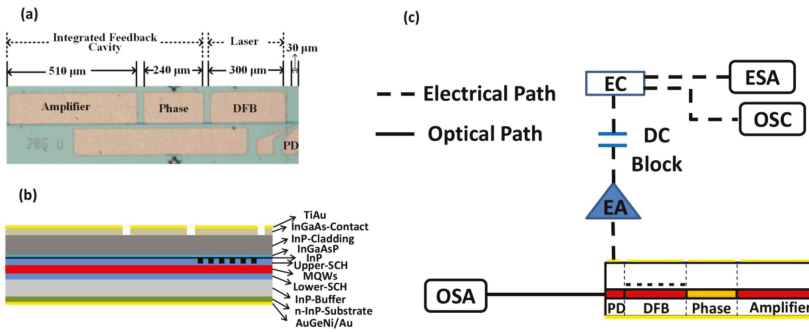 (a)
Integrated Feedback Cavity
Laser
30 μm
510 μm
240 μm
300 μm
Amplifier
Phase
DFB
PD
20G U
(b)
TiAu
InGaAs-Contact
InP-Cladding
InGaAsP
InP
Upper-SCH
MQWs
Lower-SCH
InP-Buffer
n-InP-Substrate
AuGeNi/Au
(c)
Electrical Path
Optical Path
EC
ESA
OSC
DC
Block
EA
OSA
PD
DFB
Phase
Amplifier